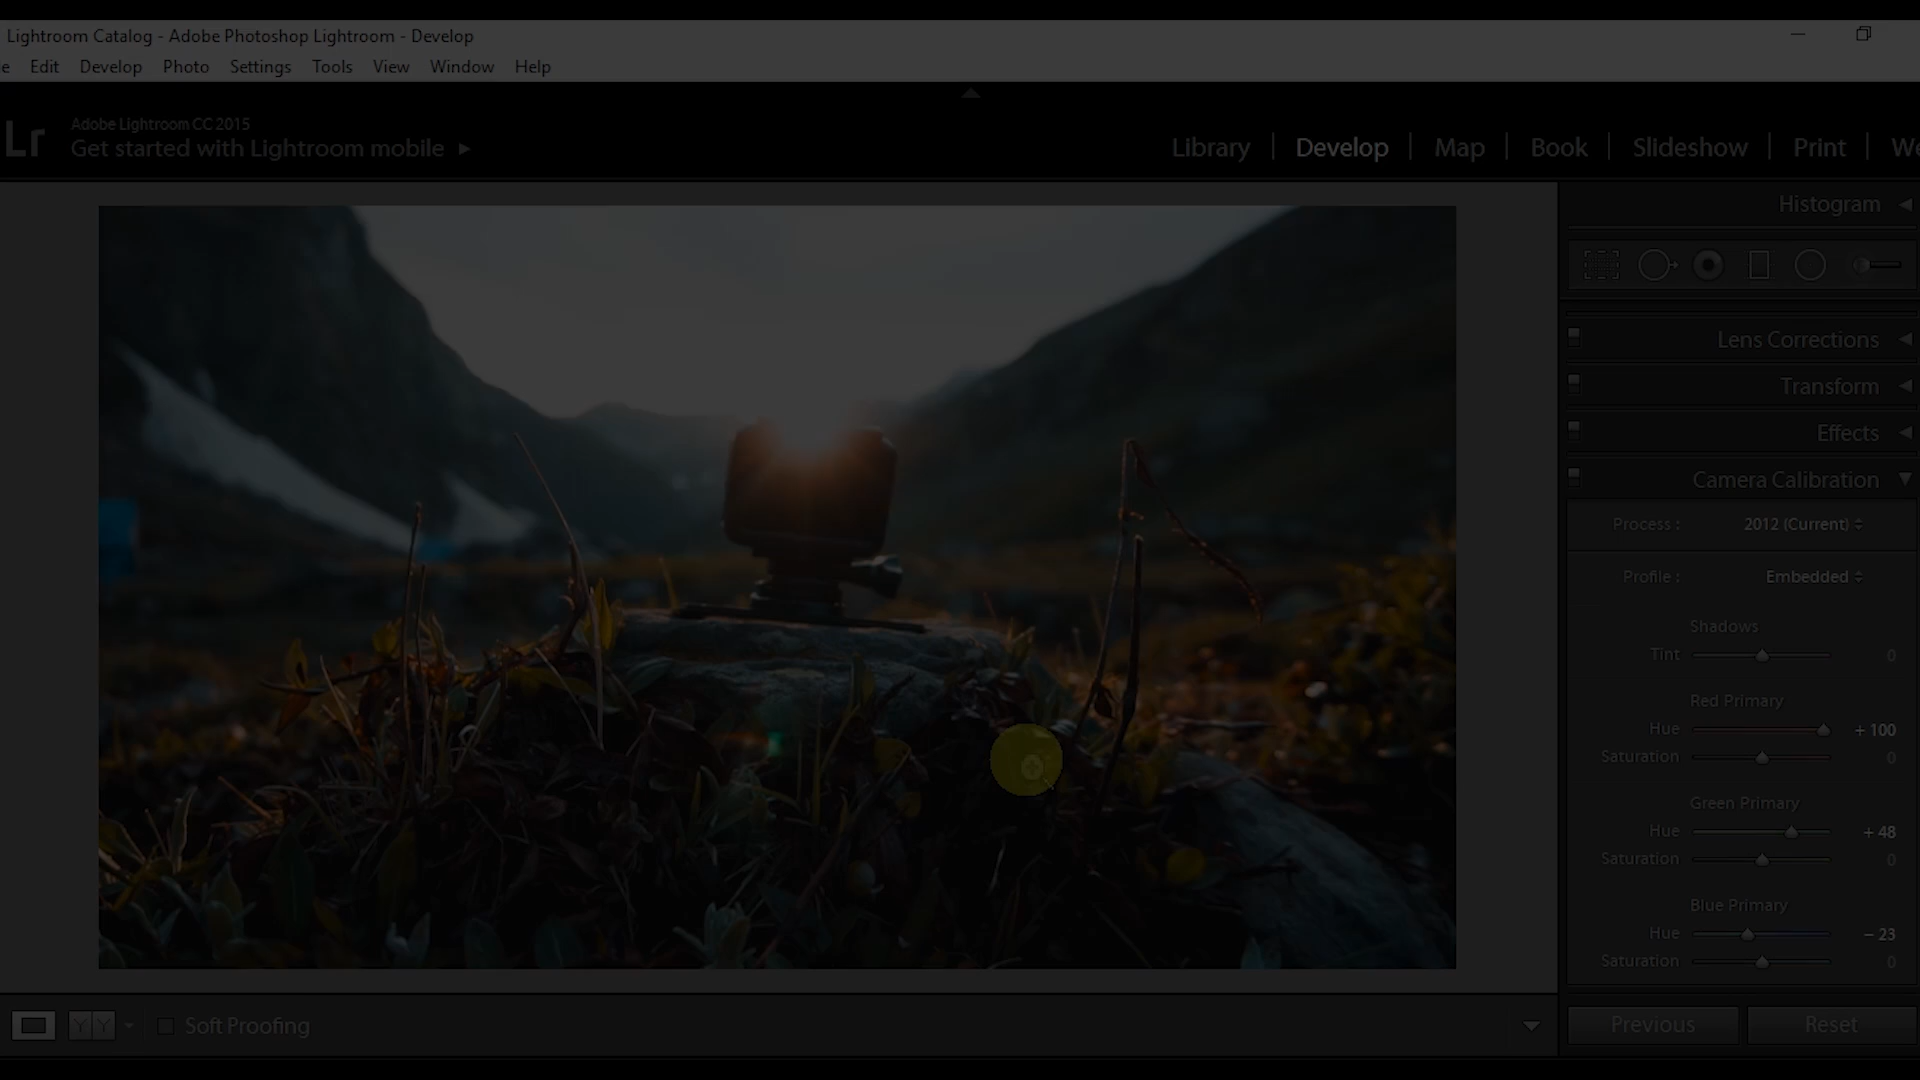 Lightroom Catalog - Adobe Photoshop Lightroom - Develop
e Edit Develop Photo Settings Tools View Window Help
Lr
Adobe Lightroom CC 2015
Get started with Lightroom mobile
Library | Develop | Map | Book | Slideshow | Print | We
Histogram
Lens Corrections
Transform
Effects
Camera Calibration
Process : 2012 (Current)
Profile : Embedded
Shadows
Tint 0
Red Primary
Hue + 100
Saturation 0
Green Primary
Hue + 48
Saturation 0
Blue Primary
Hue - 23
Saturation 0
Y Y
Soft Proofing
Previous Reset